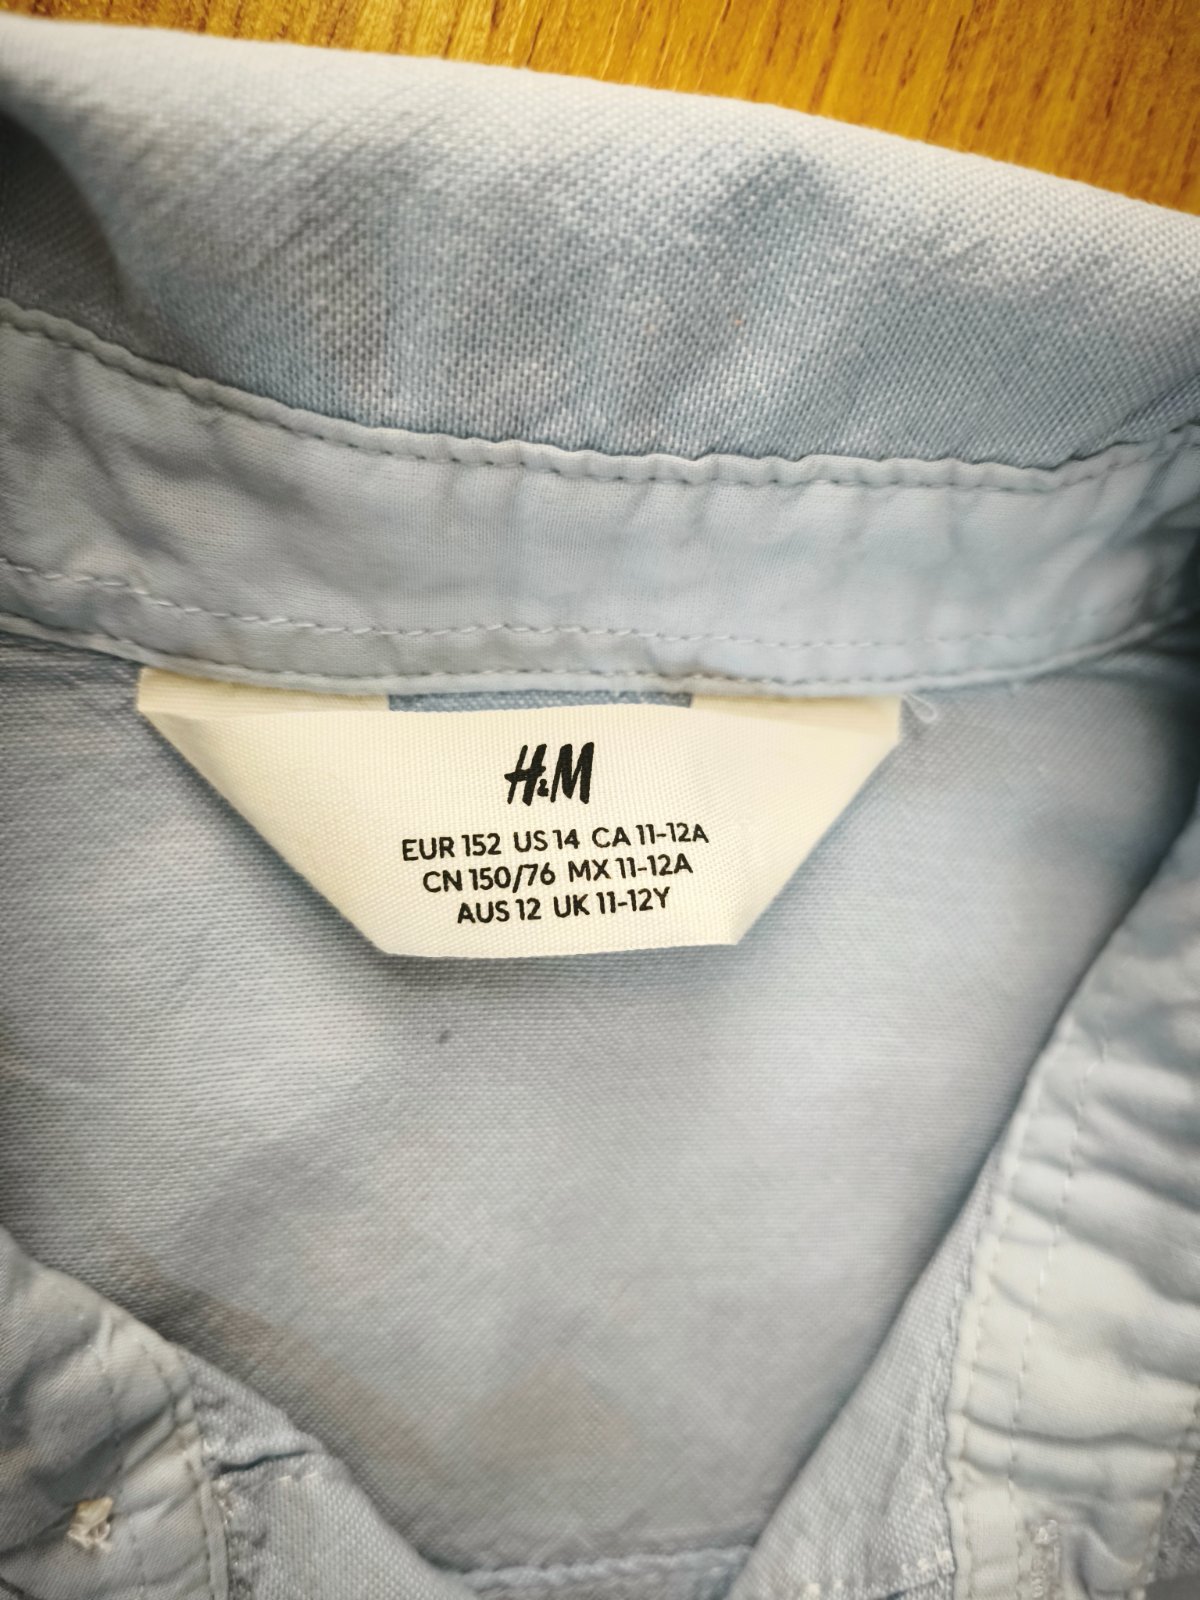 H&M
EUR 152 US 14 CA 11-12A
CN 150/76 MX 11-12A
AUS 12 UK 11-12Y